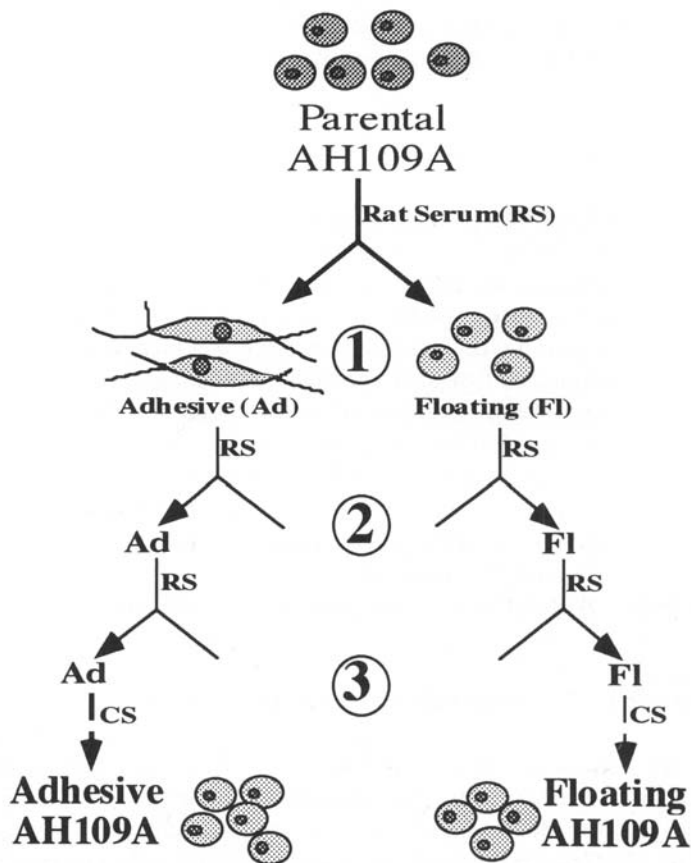 Parental
AH109A
Rat Serum(RS)
1
Adhesive (Ad)
Floating (Fl)
RS
RS
2
Ad
Fl
RS
RS
3
Ad
Fl
CS
CS
Adhesive
AH109A
Floating
AH109A